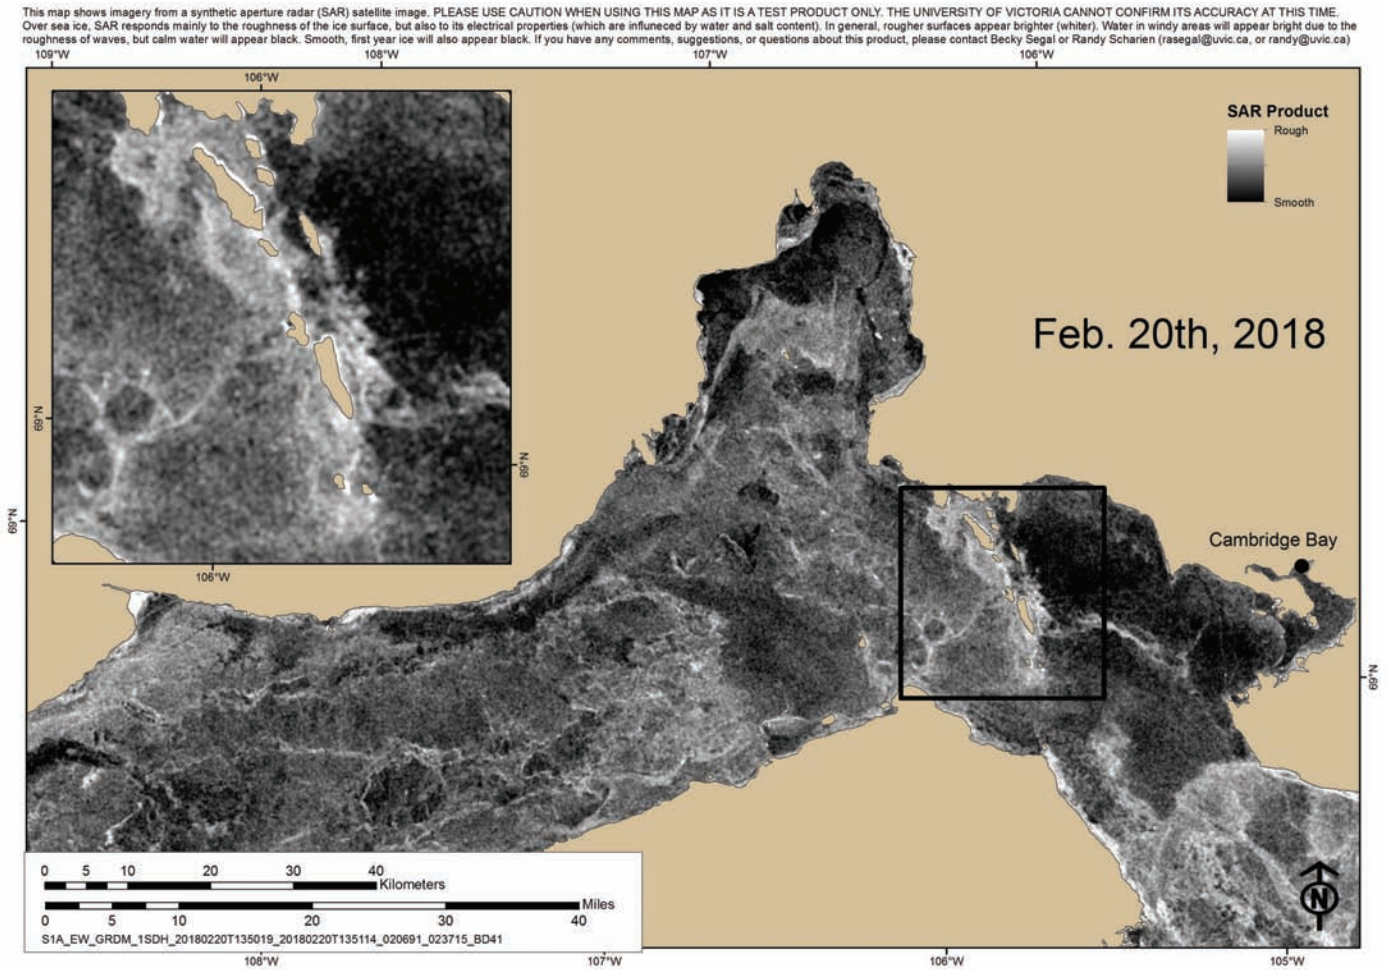 This map shows imagery from a synthetic aperture radar (SAR) satellite image. PLEASE USE CAUTION WHEN USING THIS MAP AS IT IS A TEST PRODUCT ONLY. THE UNIVERSITY OF VICTORIA CANNOT CONFIRM ITS ACCURACY AT THIS TIME.
Over sea ice, SAR responds mainly to the roughness of the ice surface, but also to its electrical properties (which are influneced by water and salt content). In general, rougher surfaces appear brighter (whiter). Water in windy areas will appear bright due to the
roughness of waves, but calm water will appear black. Smooth, first year ice will also appear black. If you have any comments, suggestions, or questions about this product, please contact Becky Segal or Randy Scharien (rasegal@uvic.ca, or randy@uvic.ca)
109°W 108°W 107°W 106°W
106°W
SAR Product
Rough
Smooth
Feb. 20th, 2018
69°N
69°N
69°N
Cambridge Bay
106°W
69°N
0 5 10 20 30 40
Kilometers
Miles
0 5 10 20 30 40
S1A_EW_GRDM_1SDH_20180220T135019_20180220T135114_020691_023715_BD41
N
108°W 107°W 106°W 105°W